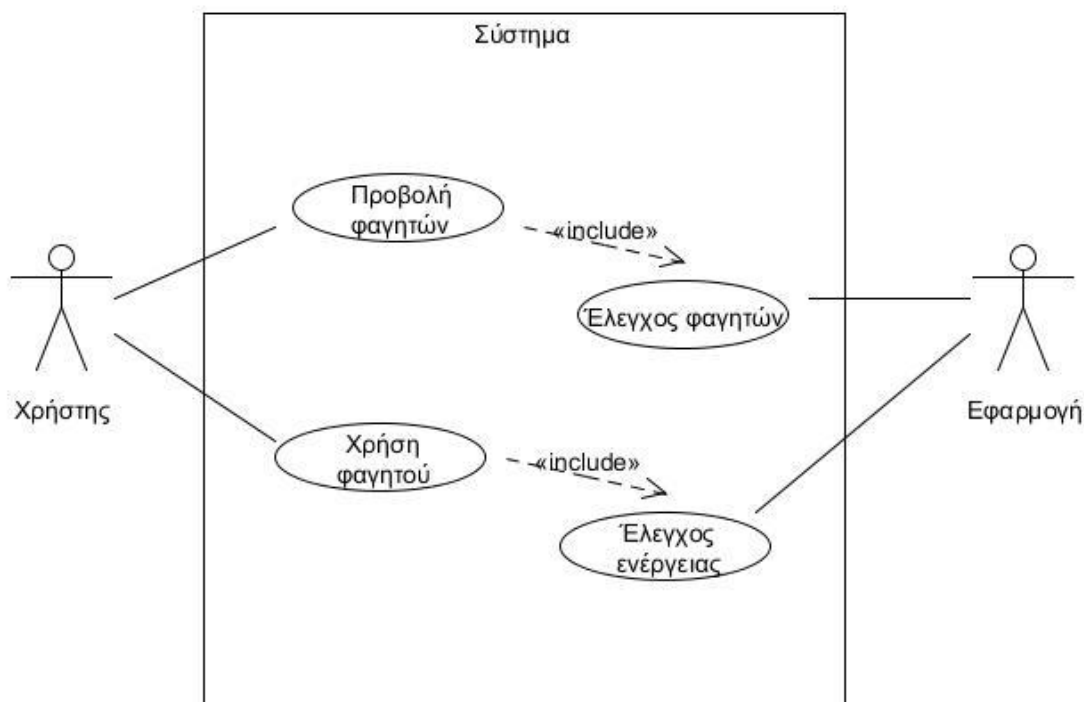 Σύστημα
Προβολή
φαγητών
«include»
Έλεγχος φαγητών
Χρήστης
Εφαρμογή
Χρήση
φαγητού
«include»
Έλεγχος
ενέργειας